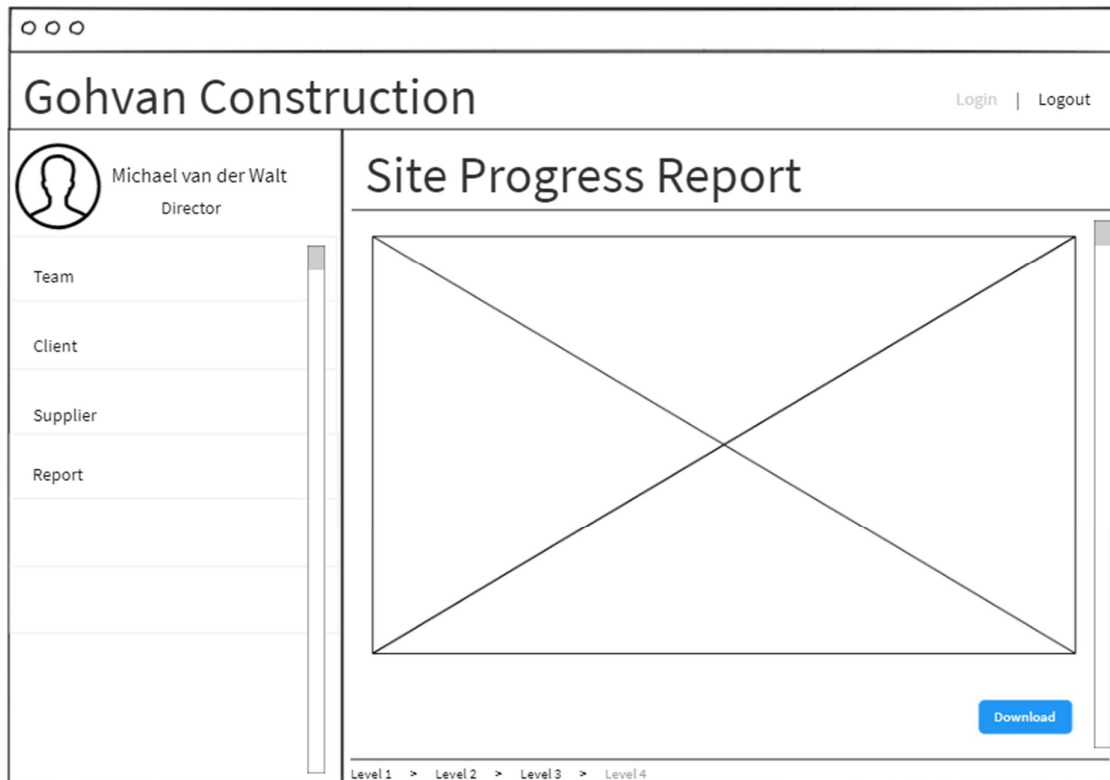 Gohvan Construction
Login | Logout
Michael van der Walt
Director
Team
Client
Supplier
Report
Site Progress Report
Download
Level 1 > Level 2 > Level 3 > Level 4